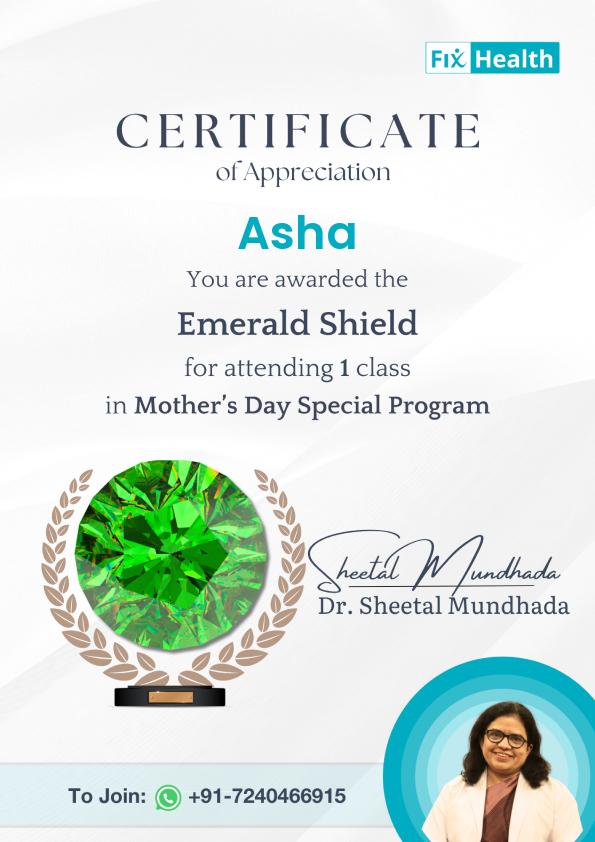 Fix Health
CERTIFICATE
of Appreciation
Asha
You are awarded the
Emerald Shield
for attending 1 class
in Mother’s Day Special Program
Sheetal Mundhada
Dr. Sheetal Mundhada
To Join: +91-7240466915